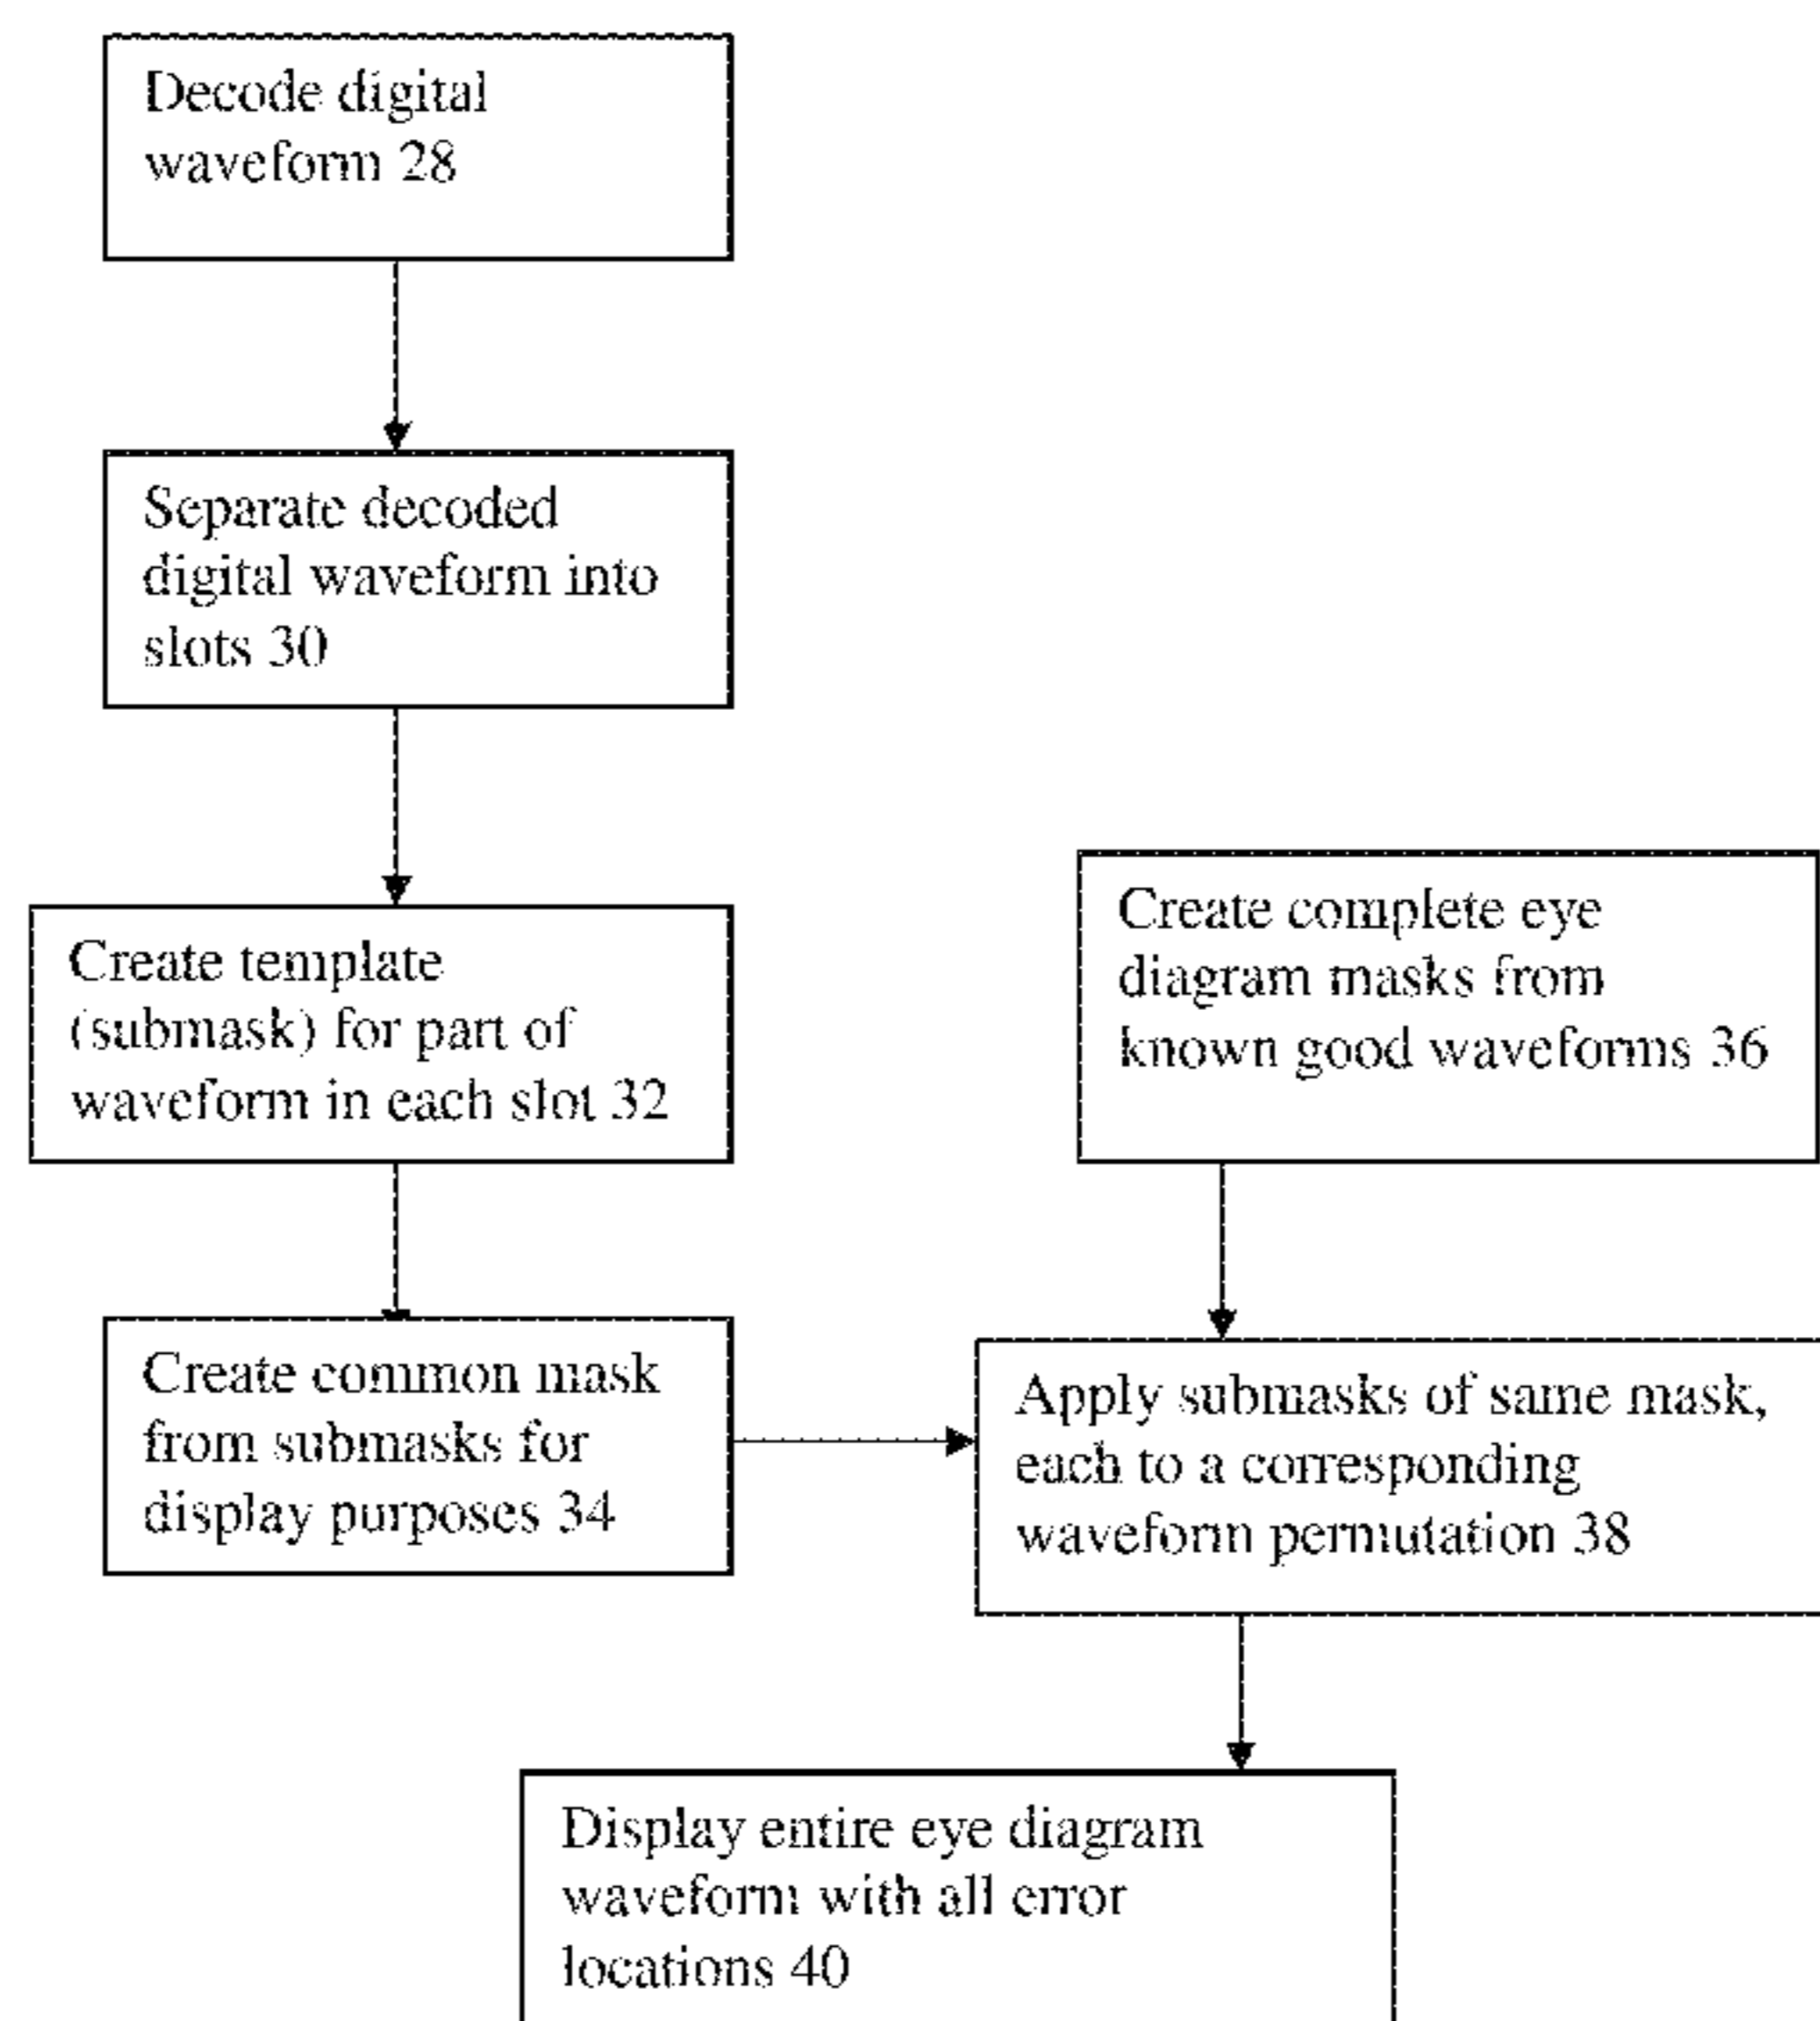 Decode digital
waveform 28
Separate decoded
digital waveform into
slots 30
Create template
(submask) for part of
waveform in each slot 32
Create complete eye
diagram masks from
known good waveforms 36
Create common mask
from submasks for
display purposes 34
Apply submasks of same mask,
each to a corresponding
waveform permutation 38
Display entire eye diagram
waveform with all error
locations 40